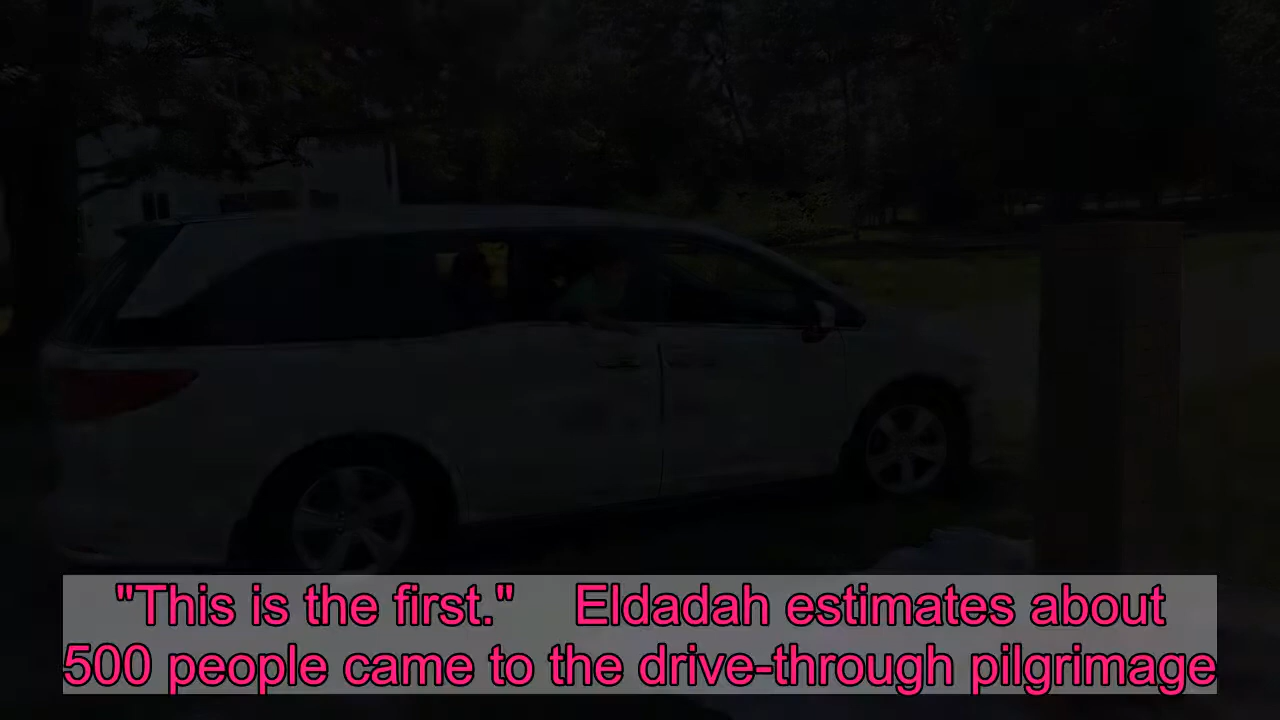 "This is the first." Eldadah estimates about
500 people came to the drive-through pilgrimage